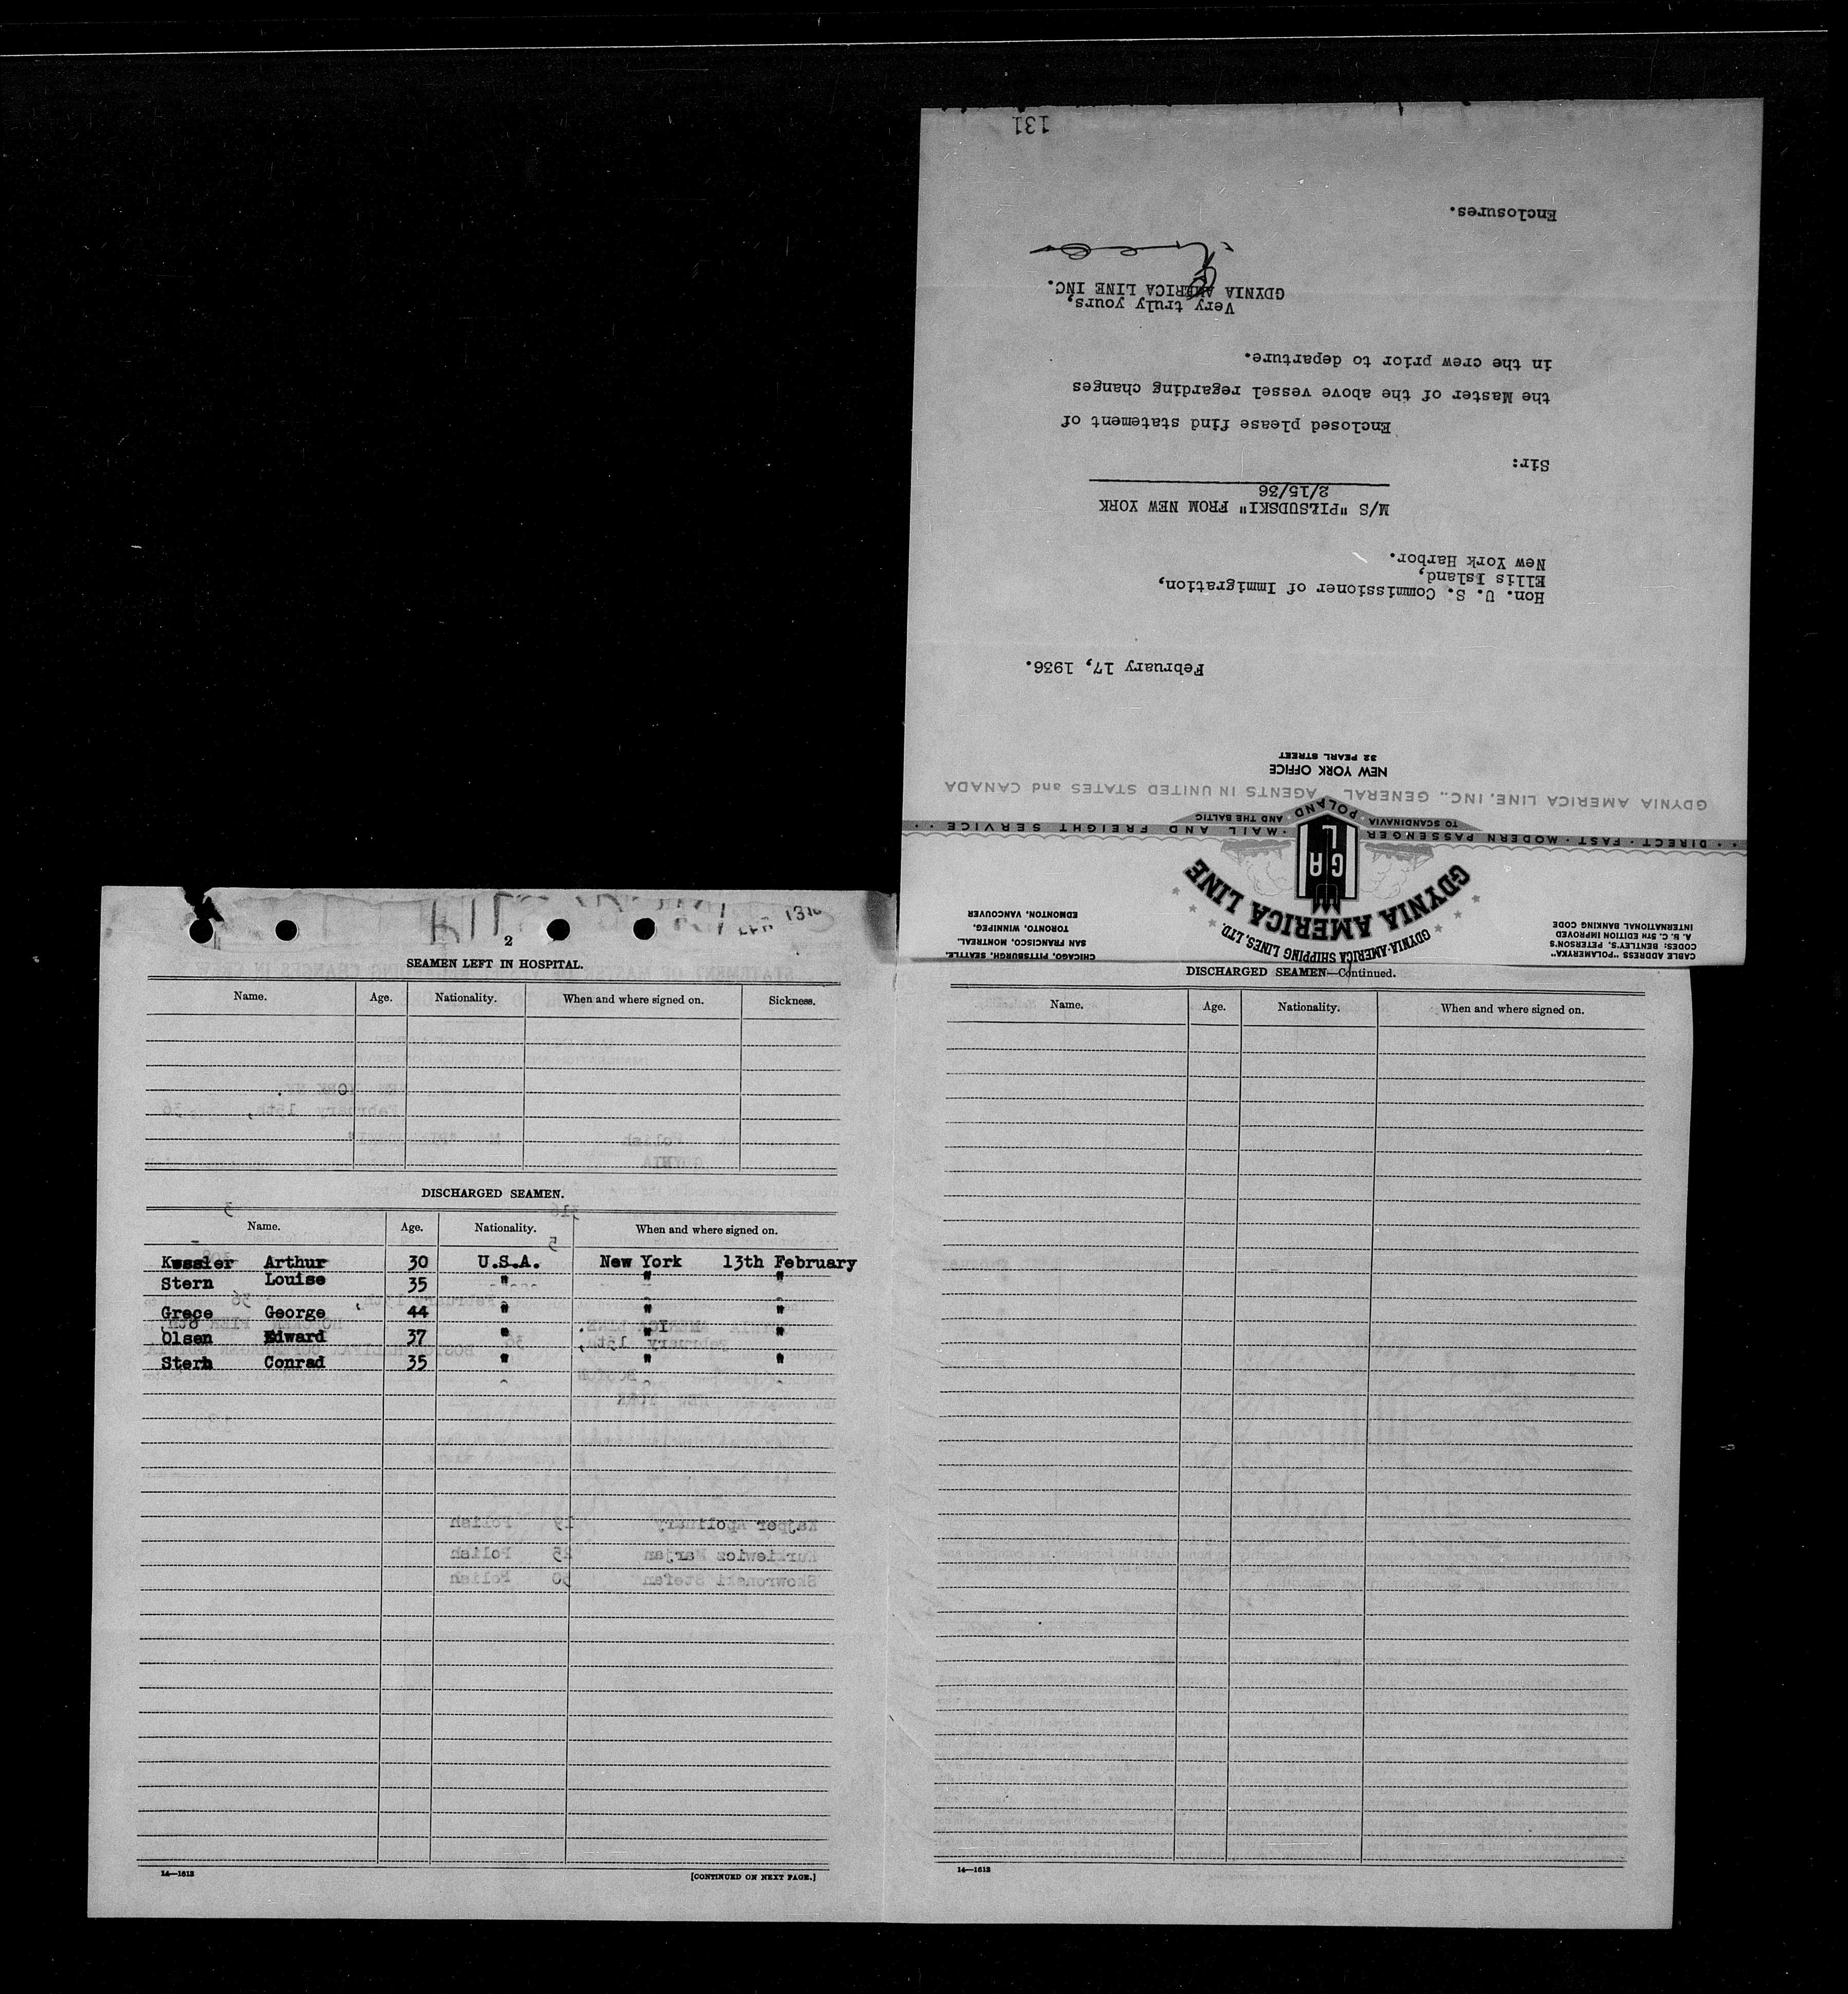 131
GDYNIA-AMERICA SHIPPING LINES, LTD.
GDYNIA AMERICA LINE
CABLE ADDRESS "POLAMERYKA"
CODES: BENTLEY'S, PETERSON'S
A. B. C. 5TH EDITION IMPROVED
INTERNATIONAL BANKING CODE
CHICAGO, PITTSBURGH, SEATTLE,
SAN FRANCISCO, MONTREAL,
TORONTO, WINNIPEG,
EDMONTON, VANCOUVER
GAL
· · DIRECT · FAST · MODERN PASSENGER · MAIL AND FREIGHT SERVICE · ·
TO SCANDINAVIA · POLAND · AND THE BALTIC
GDYNIA AMERICA LINE, INC., GENERAL AGENTS IN UNITED STATES and CANADA
NEW YORK OFFICE
32 PEARL STREET
February 17, 1936.
Hon. U. S. Commissioner of Immigration,
Ellis Island,
New York Harbor.
M/S "PIŁSUDSKI" FROM NEW YORK
2/15/36
Sir:
Enclosed please find statement of
the Master of the above vessel regarding changes
in the crew prior to departure.
Very truly yours,
GDYNIA AMERICA LINE INC.
Enclosures.
2
SEAMEN LEFT IN HOSPITAL.
Name. Age. Nationality. When and where signed on. Sickness.
DISCHARGED SEAMEN.
Name. Age. Nationality. When and where signed on.
Kessler Arthur 30 U.S.A. New York 13th February
Stern Louise 35 " " "
Grece George 44 " " "
Olsen Edward 37 " " "
Stern Conrad 35 " " "
14—1613
[CONTINUED ON NEXT PAGE.]
DISCHARGED SEAMEN—Continued.
Name. Age. Nationality. When and where signed on.
14—1613